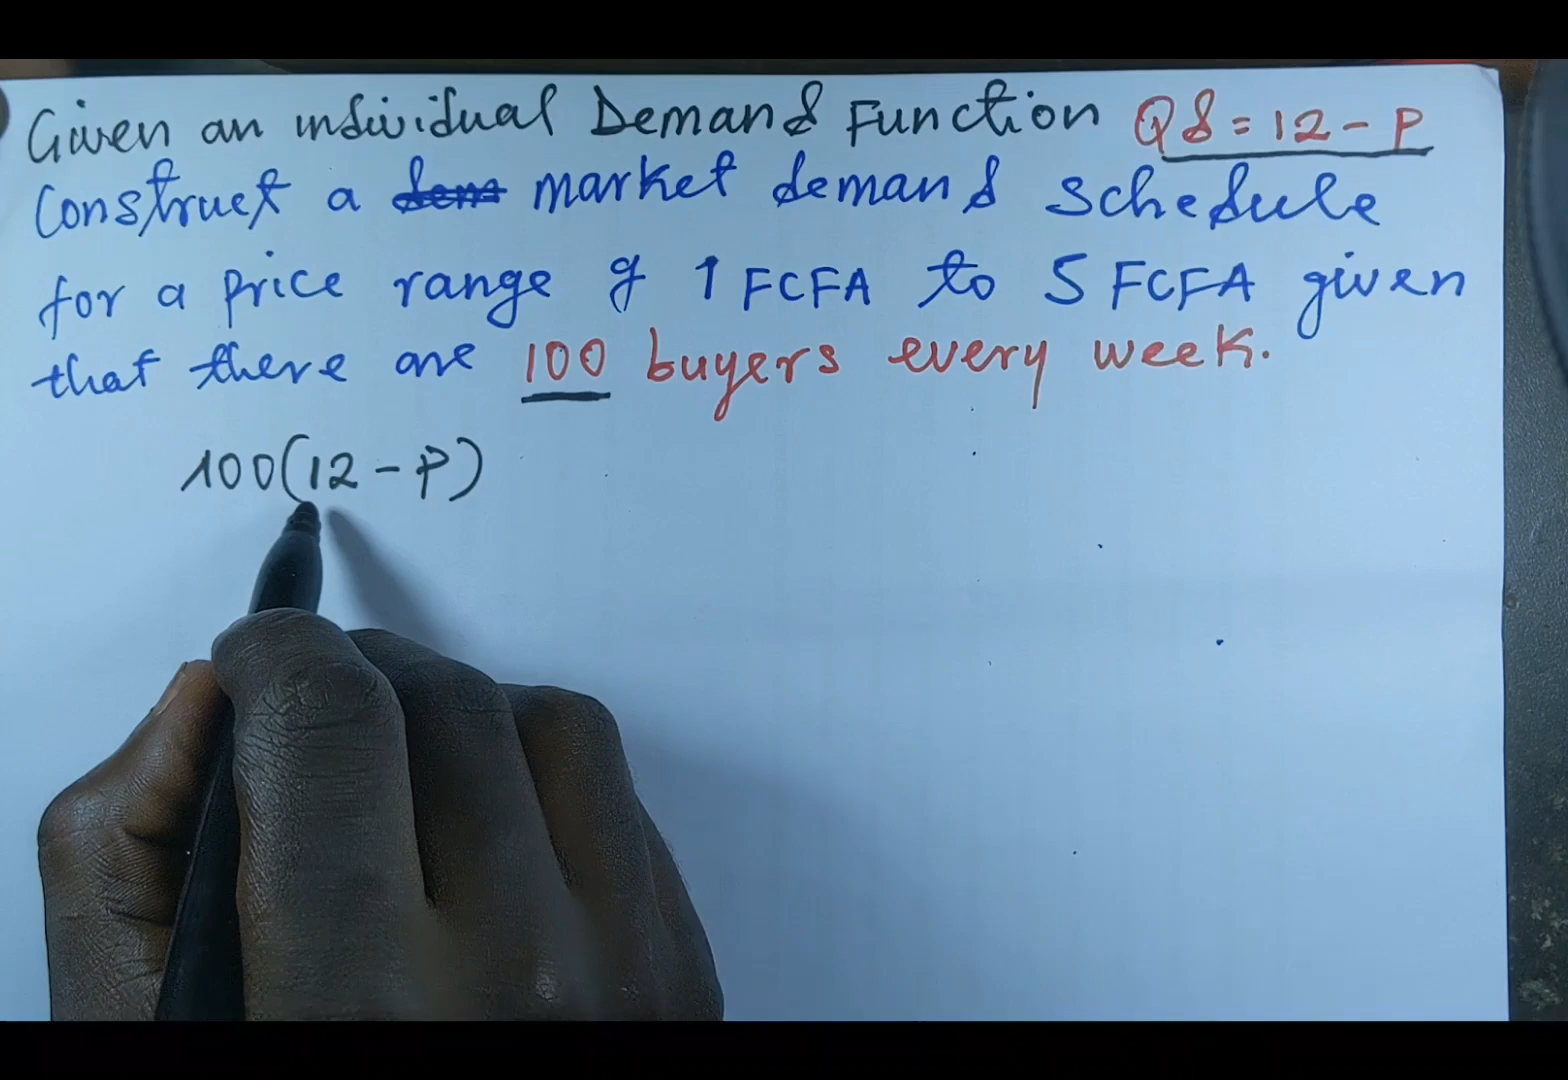 Given an individual Demand Function Qd = 12 - P
Construct a dem market demand schedule
for a price range of 1 FCFA to 5 FCFA given
that there are 100 buyers every week.
100(12 - P)